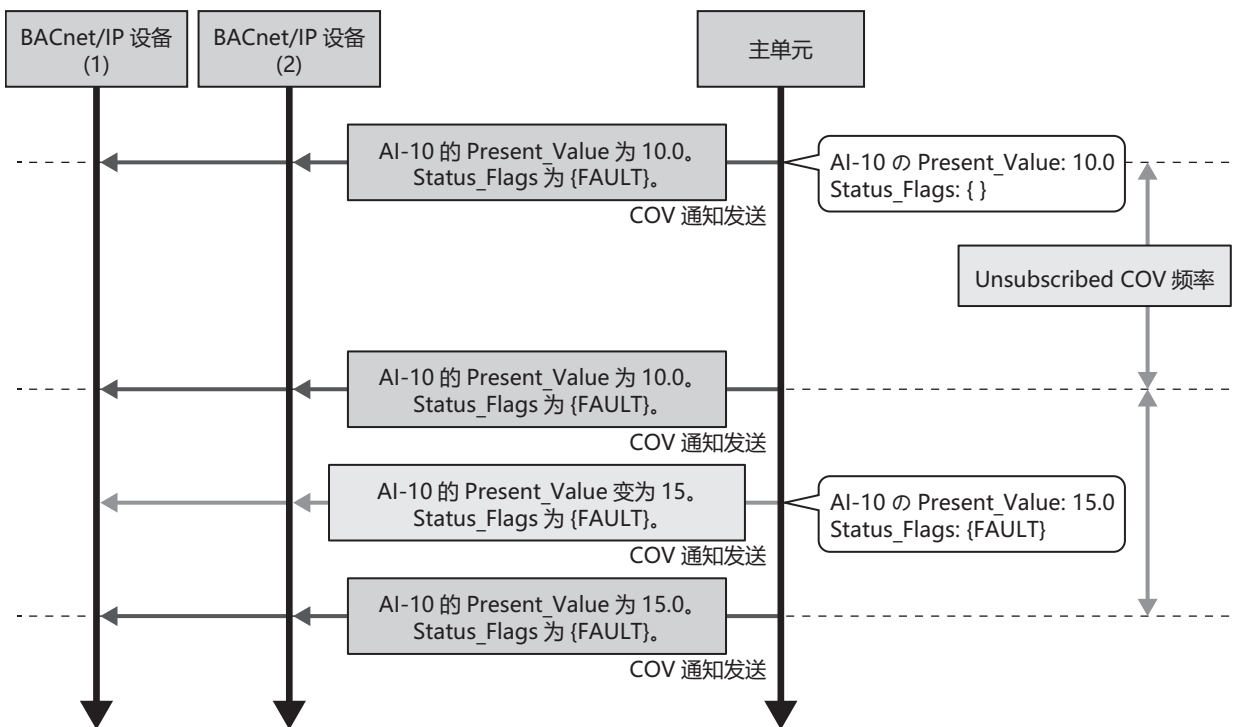 BACnet/IP 设备
(1)
BACnet/IP 设备
(2)
主单元
AI-10 的 Present_Value 为 10.0。
Status_Flags 为 {FAULT}。
COV 通知发送
AI-10 の Present_Value: 10.0
Status_Flags: { }
Unsubscribed COV 频率
AI-10 的 Present_Value 为 10.0。
Status_Flags 为 {FAULT}。
COV 通知发送
AI-10 的 Present_Value 变为 15。
Status_Flags 为 {FAULT}。
COV 通知发送
AI-10 の Present_Value: 15.0
Status_Flags: {FAULT}
AI-10 的 Present_Value 为 15.0。
Status_Flags 为 {FAULT}。
COV 通知发送